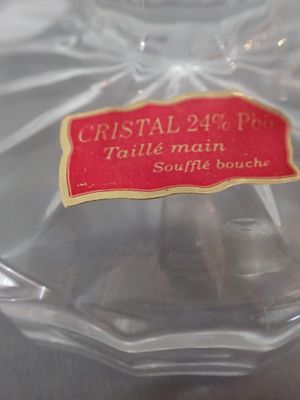 CRISTAL 24% Pbo
Taillé main
Soufflé bouche